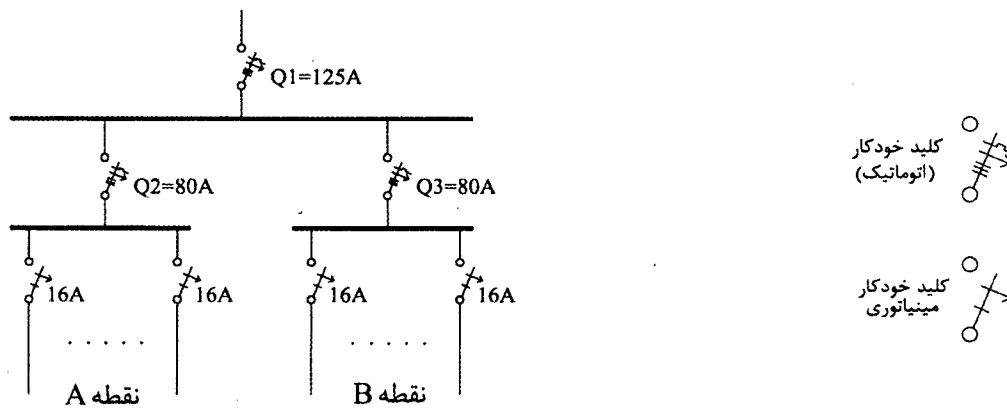 Q1=125A
Q2=80A
Q3=80A
16A
16A
16A
16A
نقطه A
نقطه B
کلید خودکار
(اتوماتیک)
کلید خودکار
مینیاتوری